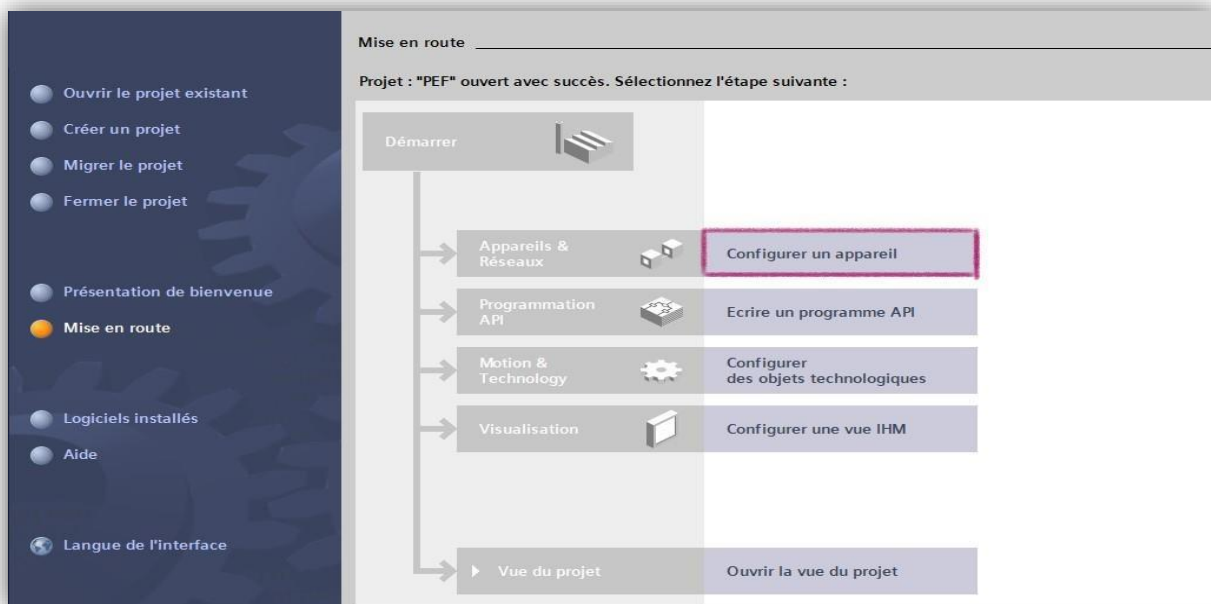 Mise en route
Projet : "PEF" ouvert avec succès. Sélectionnez l'étape suivante :
Ouvrir le projet existant
Créer un projet
Migrer le projet
Fermer le projet
Présentation de bienvenue
Mise en route
Logiciels installés
Aide
Langue de l'interface
Démarrer
Appareils &
Réseaux
Configurer un appareil
Programmation
API
Ecrire un programme API
Motion &
Technology
Configurer
des objets technologiques
Visualisation
Configurer une vue IHM
Vue du projet
Ouvrir la vue du projet